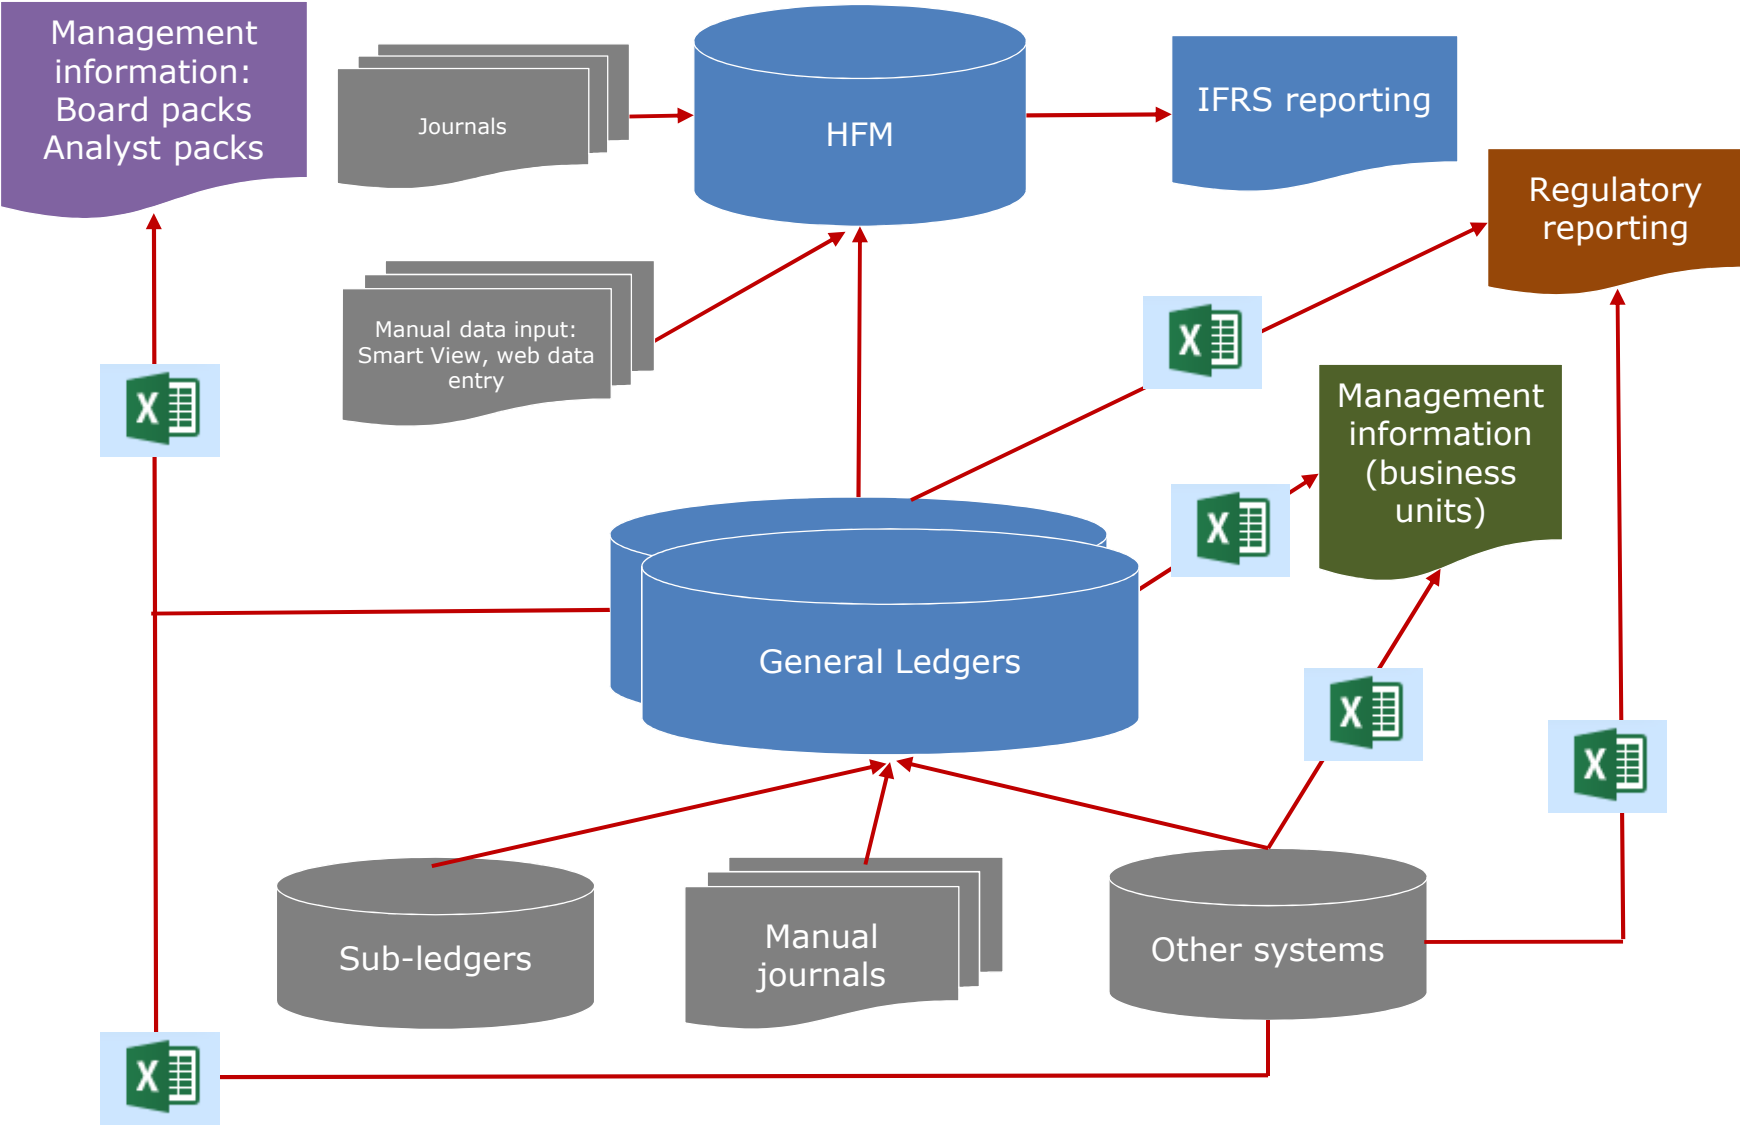 Management
information:
Board packs
Analyst packs
Journals
HFM
IFRS reporting
Regulatory
reporting
Manual data input:
Smart View, web data
entry
X
X
Management
information
(business
units)
X
General Ledgers
X
X
Sub-ledgers
Manual
journals
Other systems
X